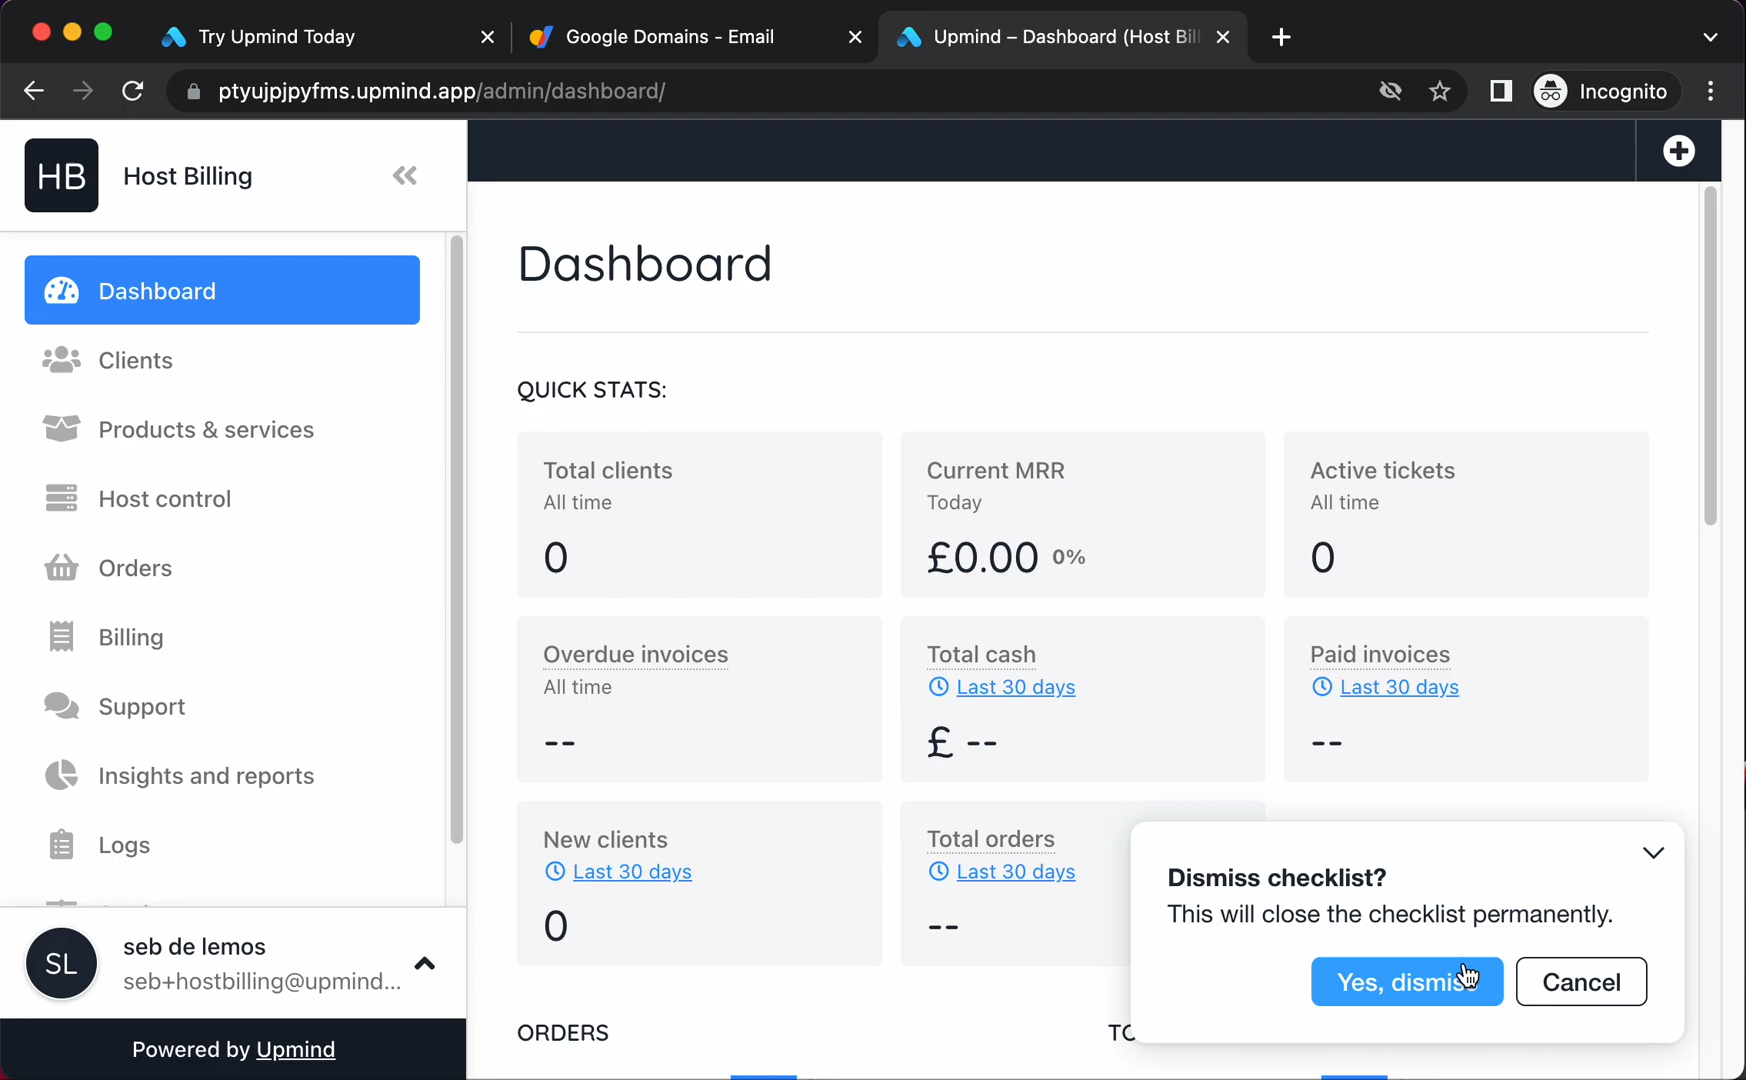 Try Upmind Today
Google Domains - Email
Upmind – Dashboard (Host Bil
ptyujpjpyfms.upmind.app/admin/dashboard/
Incognito
HB
Host Billing
Dashboard
Clients
Products & services
Host control
Orders
Billing
Support
Insights and reports
Logs
SL
seb de lemos
seb+hostbilling@upmind...
Powered by Upmind
Dashboard
QUICK STATS:
Total clients
All time
0
Current MRR
Today
£0.00 0%
Active tickets
All time
0
Overdue invoices
All time
--
Total cash
Last 30 days
£ --
Paid invoices
Last 30 days
--
New clients
Last 30 days
0
Total orders
Last 30 days
--
ORDERS
Dismiss checklist?
This will close the checklist permanently.
Yes, dismiss
Cancel